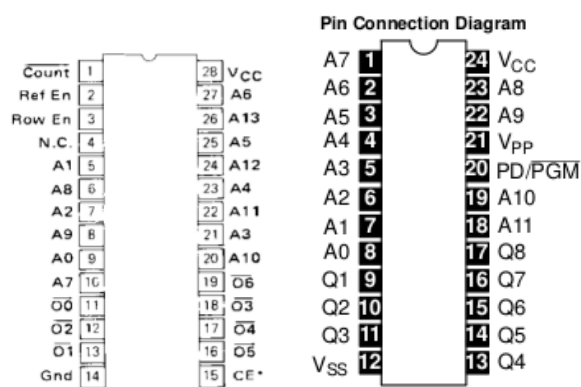 Pin Connection Diagram
Count 1 28 VCC
Ref En 2 27 A6
Row En 3 26 A13
N.C. 4 25 A5
A1 5 24 A12
A8 6 23 A4
A2 7 22 A11
A9 8 21 A3
A0 9 20 A10
A7 10 19 O6
O0 11 18 O3
O2 12 17 O4
O1 13 16 O5
Gnd 14 15 CE*
A7 1 24 VCC
A6 2 23 A8
A5 3 22 A9
A4 4 21 VPP
A3 5 20 PD/PGM
A2 6 19 A10
A1 7 18 A11
A0 8 17 Q8
Q1 9 16 Q7
Q2 10 15 Q6
Q3 11 14 Q5
VSS 12 13 Q4